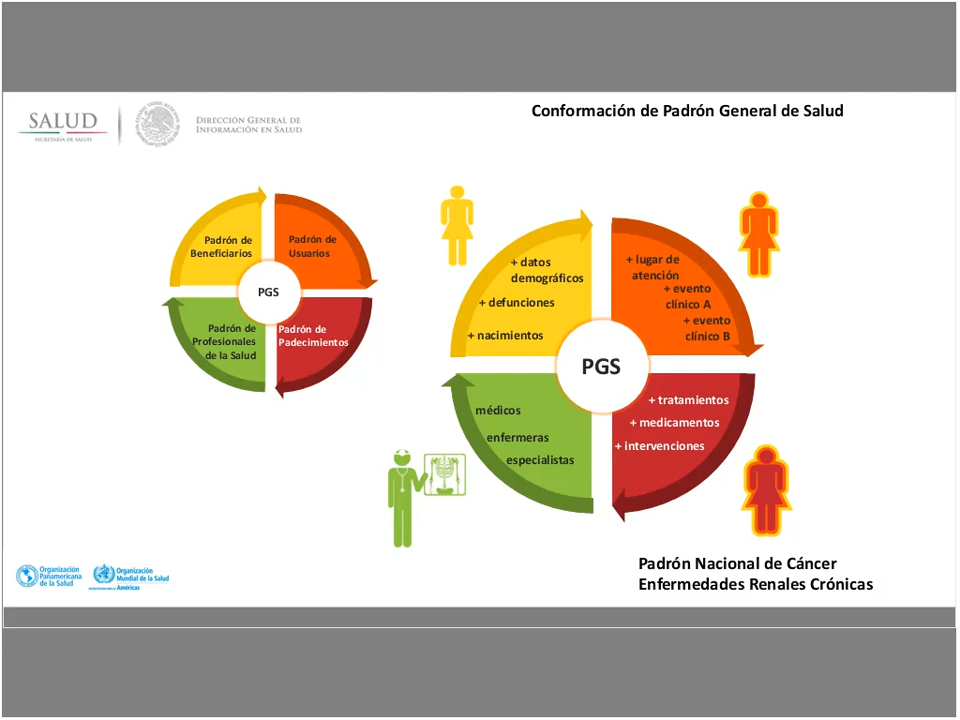 Conformación de Padrón General de Salud
SALUD
SECRETARÍA DE SALUD
DIRECCIÓN GENERAL DE
INFORMACIÓN EN SALUD
Padrón de
Beneficiarios
Padrón de
Usuarios
PGS
Padrón de
Profesionales
de la Salud
Padrón de
Padecimientos
+ datos
demográficos
+ defunciones
+ nacimientos
+ lugar de
atención
+ evento
clínico A
+ evento
clínico B
PGS
médicos
enfermeras
especialistas
+ tratamientos
+ medicamentos
+ intervenciones
Organización
Panamericana
de la Salud
Organización
Mundial de la Salud
Américas
Padrón Nacional de Cáncer
Enfermedades Renales Crónicas